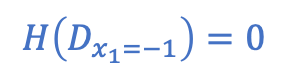 H(D_{x_1=-1}) = 0